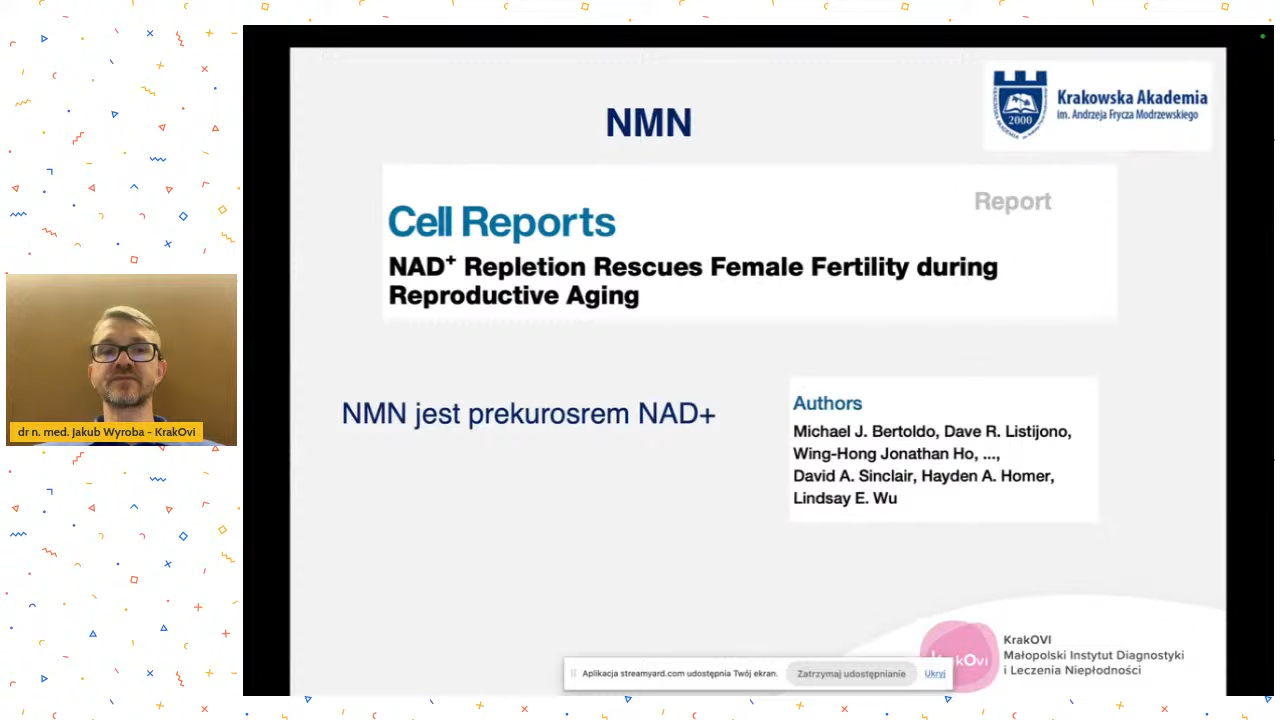 NMN
Krakowska Akademia
im. Andrzeja Frycza Modrzewskiego
2000
Report
Cell Reports
NAD+ Repletion Rescues Female Fertility during
Reproductive Aging
NMN jest prekurosrem NAD+
Authors
Michael J. Bertoldo, Dave R. Listijono,
Wing-Hong Jonathan Ho, ...,
David A. Sinclair, Hayden A. Homer,
Lindsay E. Wu
dr n. med. Jakub Wyroba - KrakOvi
KrakOVI
Małopolski Instytut Diagnostyki
i Leczenia Niepłodności
Aplikacja streamyard.com udostępnia Twój ekran.
Zatrzymaj udostępnianie
Ukryj